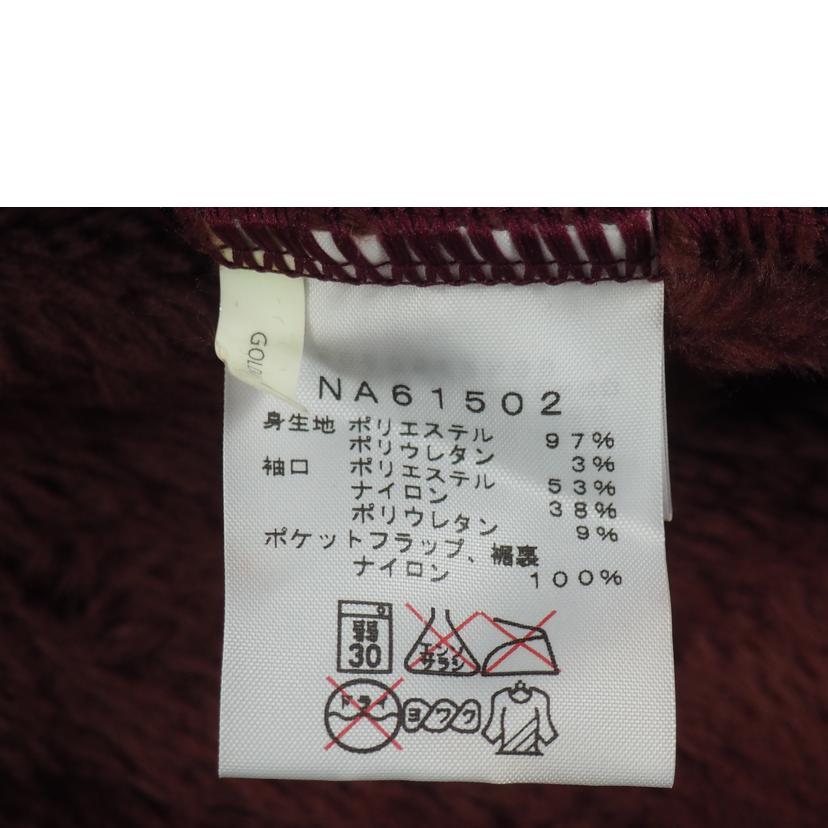 GOL
NA61502
身生地 ポリエステル 97%
ポリウレタン 3%
袖口 ポリエステル 53%
ナイロン 38%
ポリウレタン 9%
ポケットフラップ、裾裏
ナイロン 100%
弱
30
エンソ
サラシ
ドライ
ヨワク